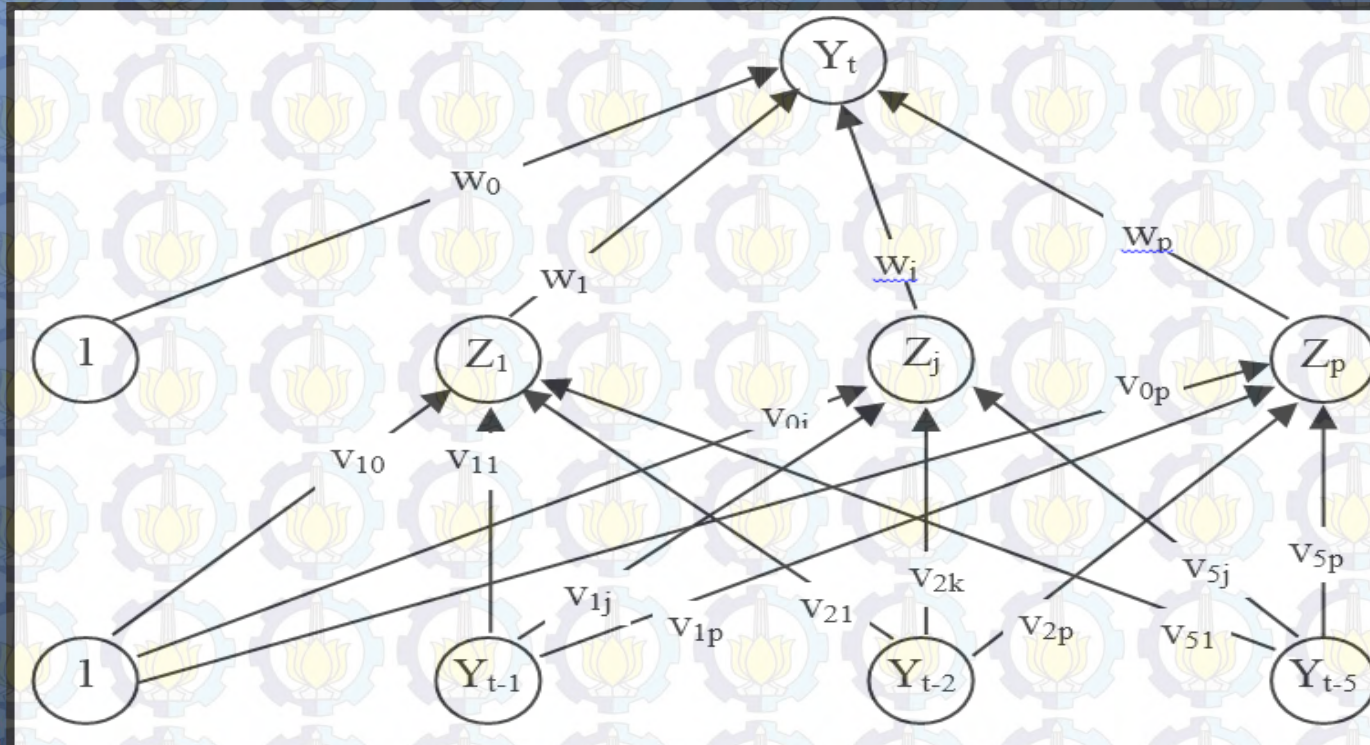 Yₜ
w₀
w₁
wⱼ
wₚ
1
Z₁
Zⱼ
Zₚ
v₁₀
v₁₁
v₀ⱼ
v₀ₚ
v₁ⱼ
v₁ₚ
v₂₁
v₂ₖ
v₂ₚ
v₅₁
v₅ⱼ
v₅ₚ
1
Yₜ₋₁
Yₜ₋₂
Yₜ₋₅